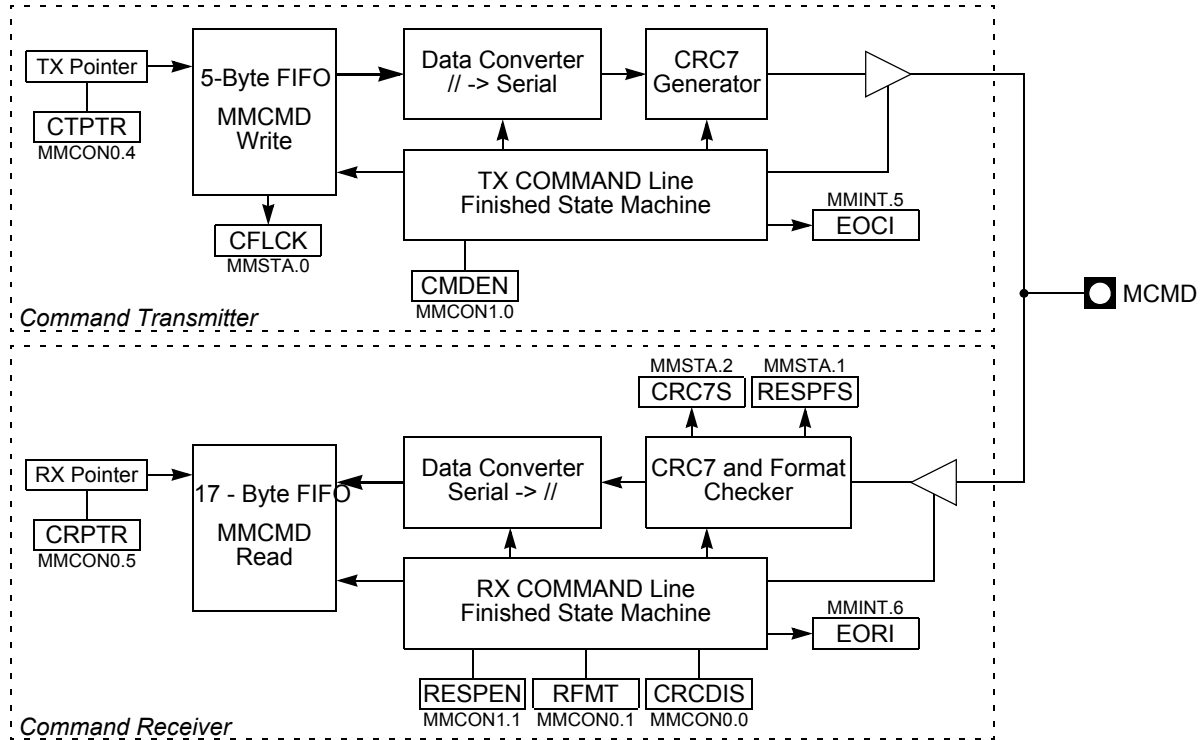 TX Pointer
CTPTR
MMCON0.4
5-Byte FIFO
MMCMD
Write
CFLCK
MMSTA.0
Data Converter
// -> Serial
CRC7
Generator
TX COMMAND Line
Finished State Machine
CMDEN
MMCON1.0
MMINT.5
EOCI
Command Transmitter
MCMD
RX Pointer
CRPTR
MMCON0.5
17 - Byte FIFO
MMCMD
Read
Data Converter
Serial -> //
MMSTA.2
CRC7S
MMSTA.1
RESPFS
CRC7 and Format
Checker
RX COMMAND Line
Finished State Machine
MMINT.6
EORI
RESPEN
MMCON1.1
RFMT
MMCON0.1
CRCDIS
MMCON0.0
Command Receiver